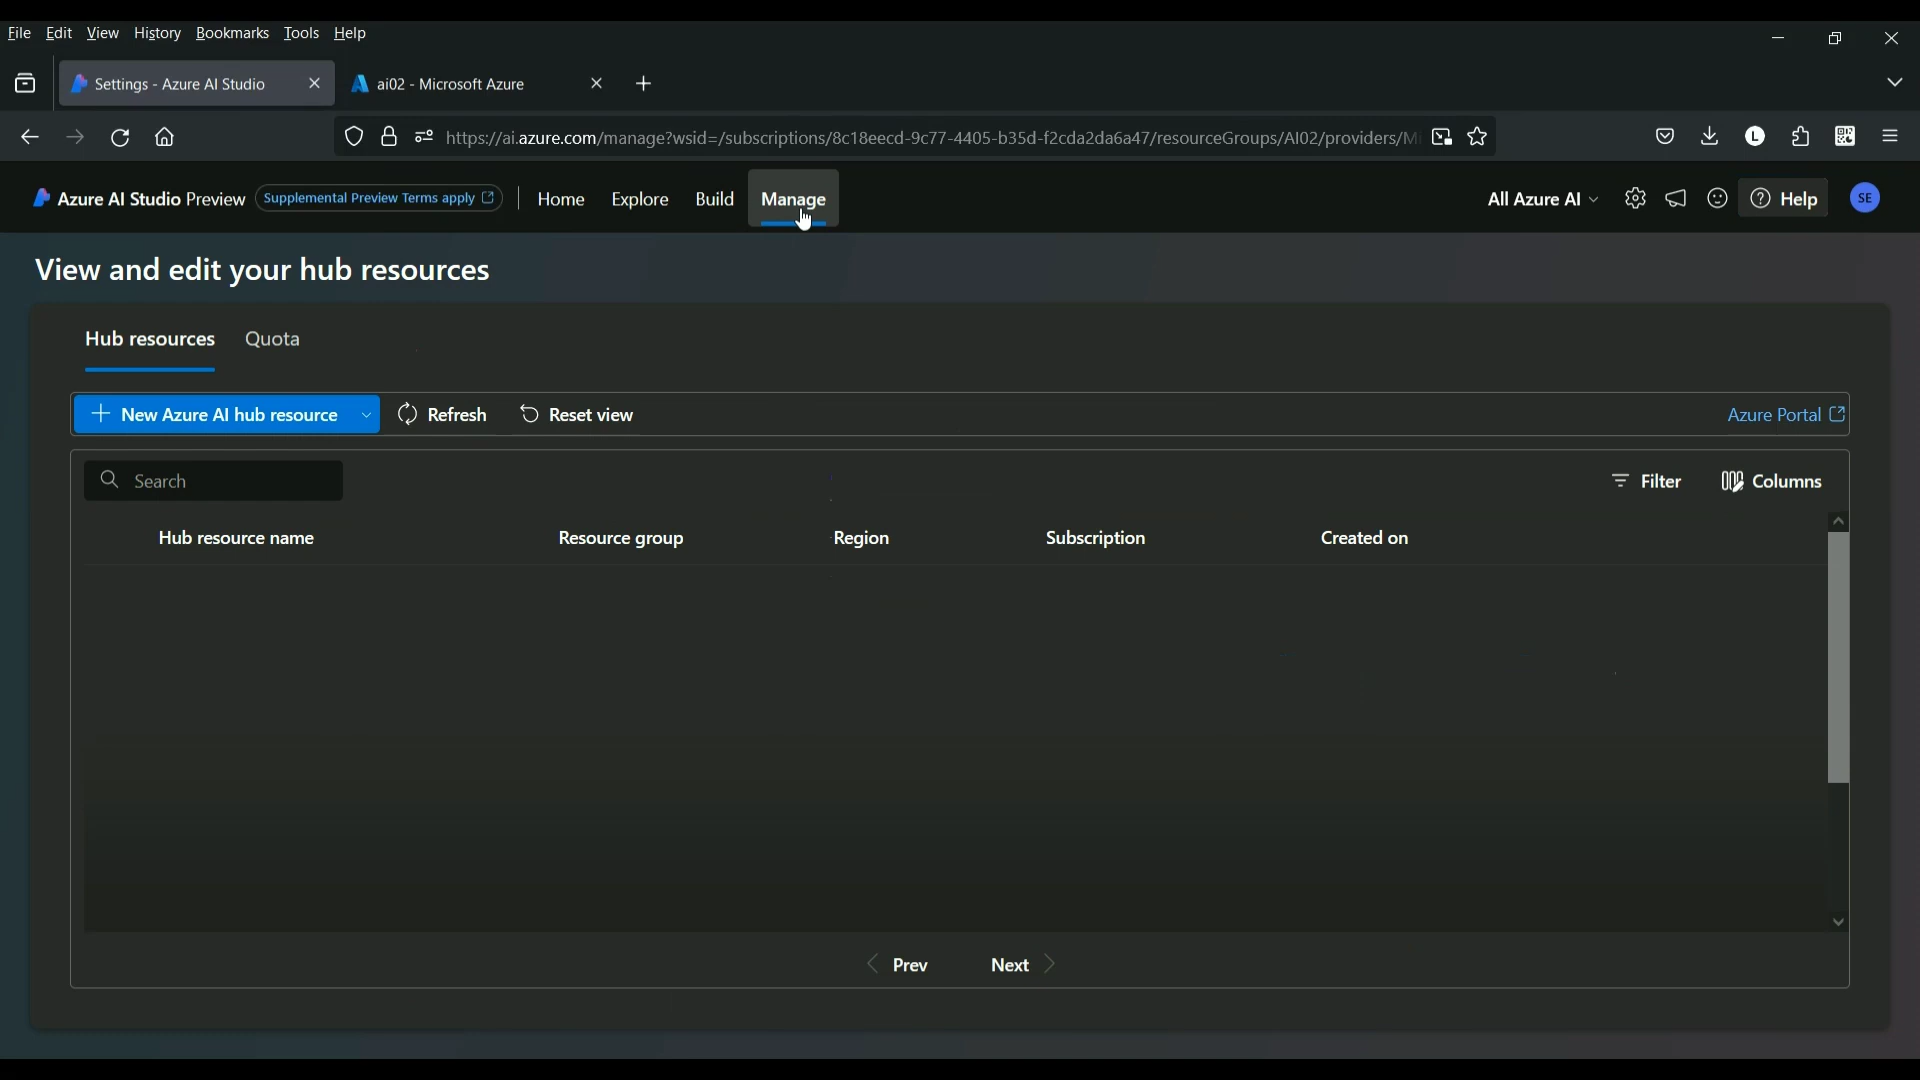 File Edit View History Bookmarks Tools Help
Settings - Azure AI Studio ai02 - Microsoft Azure
https://ai.azure.com/manage?wsid=/subscriptions/8c18eecd-9c77-4405-b35d-f2cda2da6a47/resourceGroups/AI02/providers/Mi L
Azure AI Studio Preview Supplemental Preview Terms apply Home Explore Build Manage All Azure AI Help SE
View and edit your hub resources
Hub resources Quota
New Azure AI hub resource Refresh Reset view Azure Portal
Search Filter Columns
Hub resource name Resource group Region Subscription Created on
Prev Next